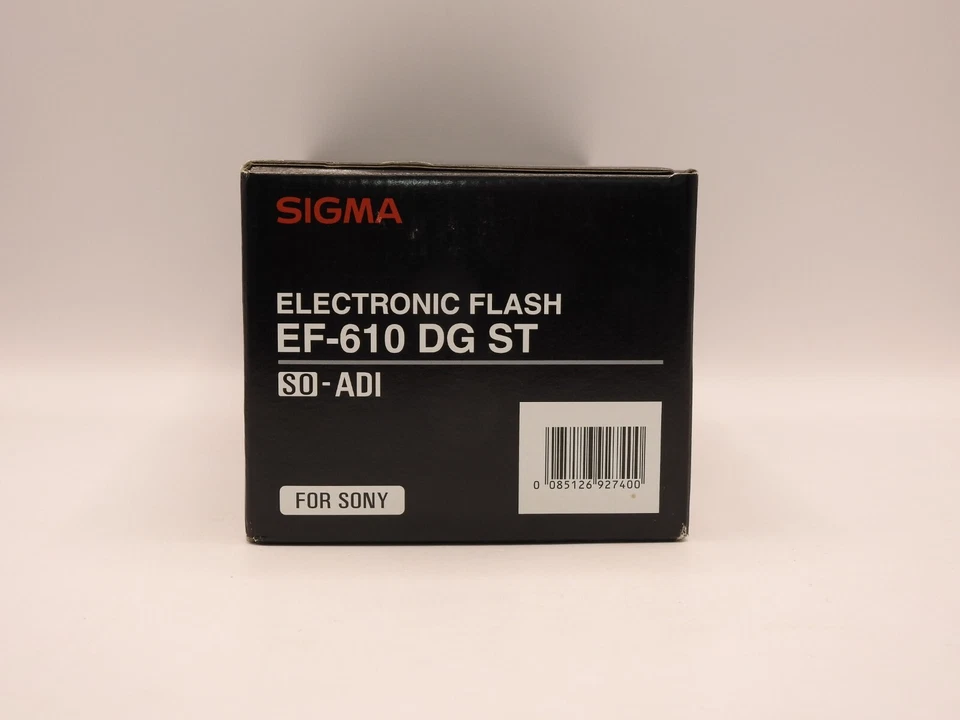 SIGMA
ELECTRONIC FLASH
EF-610 DG ST
SO - ADI
0 085126 927400
FOR SONY